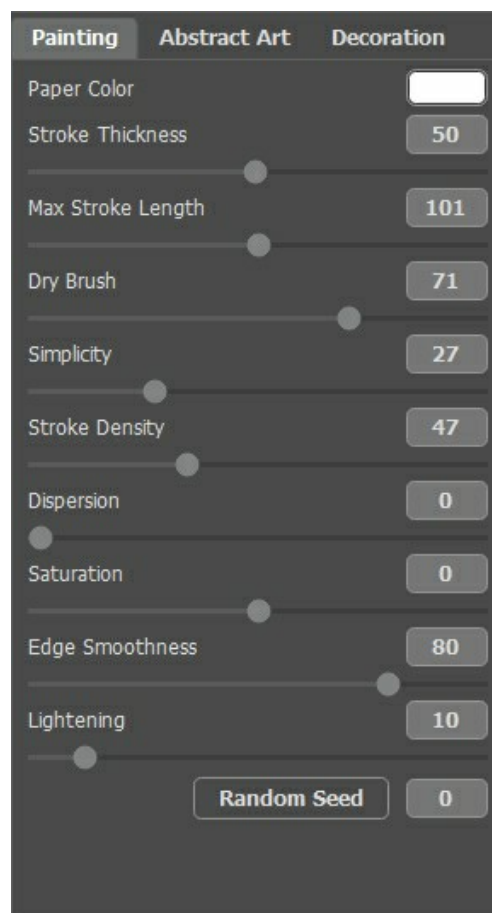 Painting Abstract Art Decoration
Paper Color
Stroke Thickness 50
Max Stroke Length 101
Dry Brush 71
Simplicity 27
Stroke Density 47
Dispersion 0
Saturation 0
Edge Smoothness 80
Lightening 10
Random Seed 0